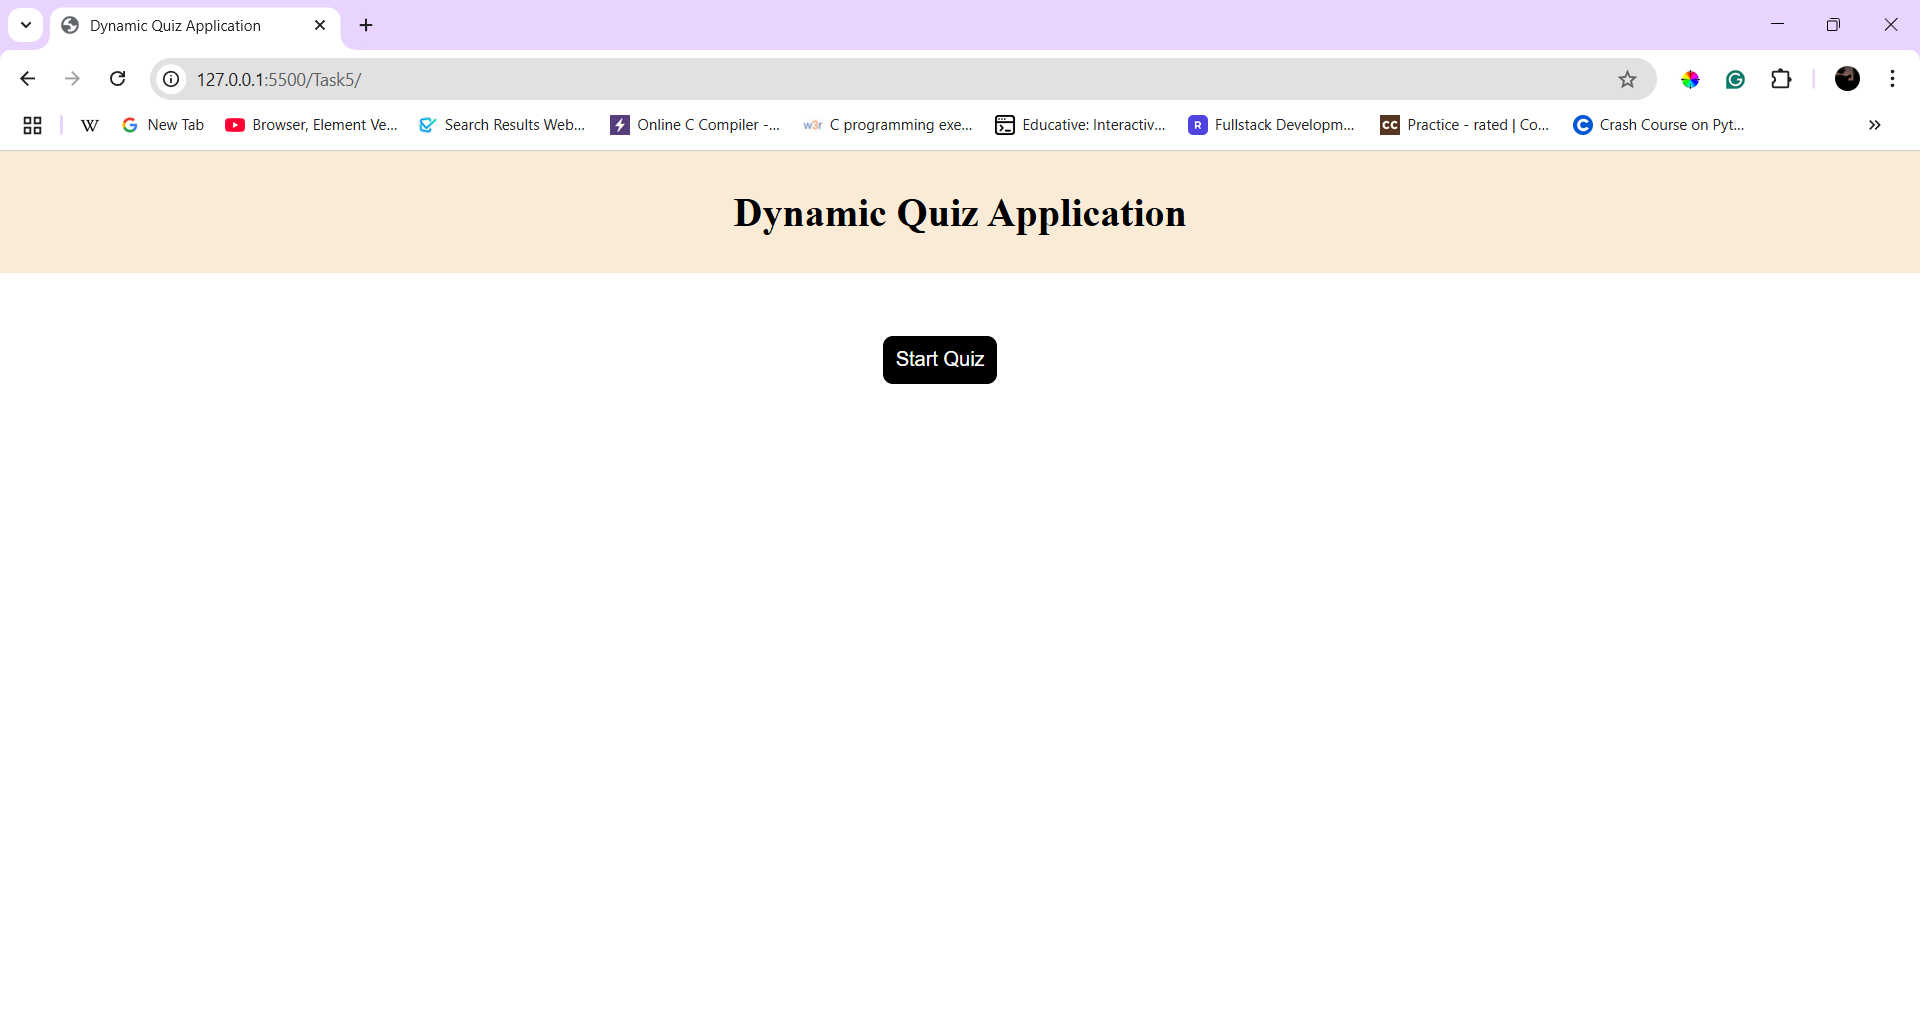 Dynamic Quiz Application
127.0.0.1:5500/Task5/
W New Tab Browser, Element Ve... Search Results Web... Online C Compiler -... w3r C programming exe... Educative: Interactiv... R Fullstack Developm... CC Practice - rated | Co... C Crash Course on Pyt...
Dynamic Quiz Application
Start Quiz